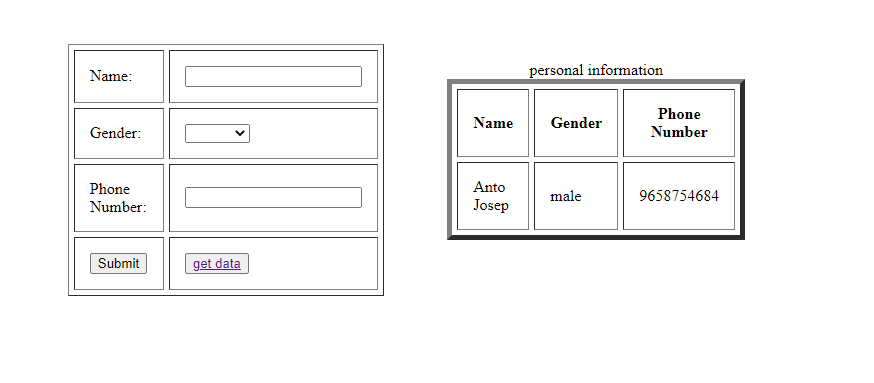 Name:
Gender:
Phone
Number:
Submit get data
personal information
Name Gender Phone
Number
Anto
Josep male 9658754684